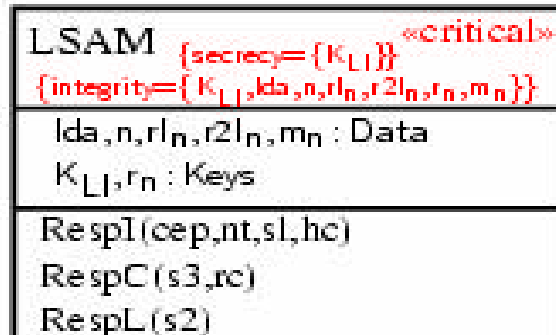 LSAM {secrecy={K_LI}} «critical»
{integrity={K_LI,lda,n,rl_n,r2l_n,r_n,m_n}}
lda,n,rl_n,r2l_n,m_n : Data
K_LI,r_n : Keys
RespI(cep,nt,sl,hc)
RespC(s3,rc)
RespL(s2)